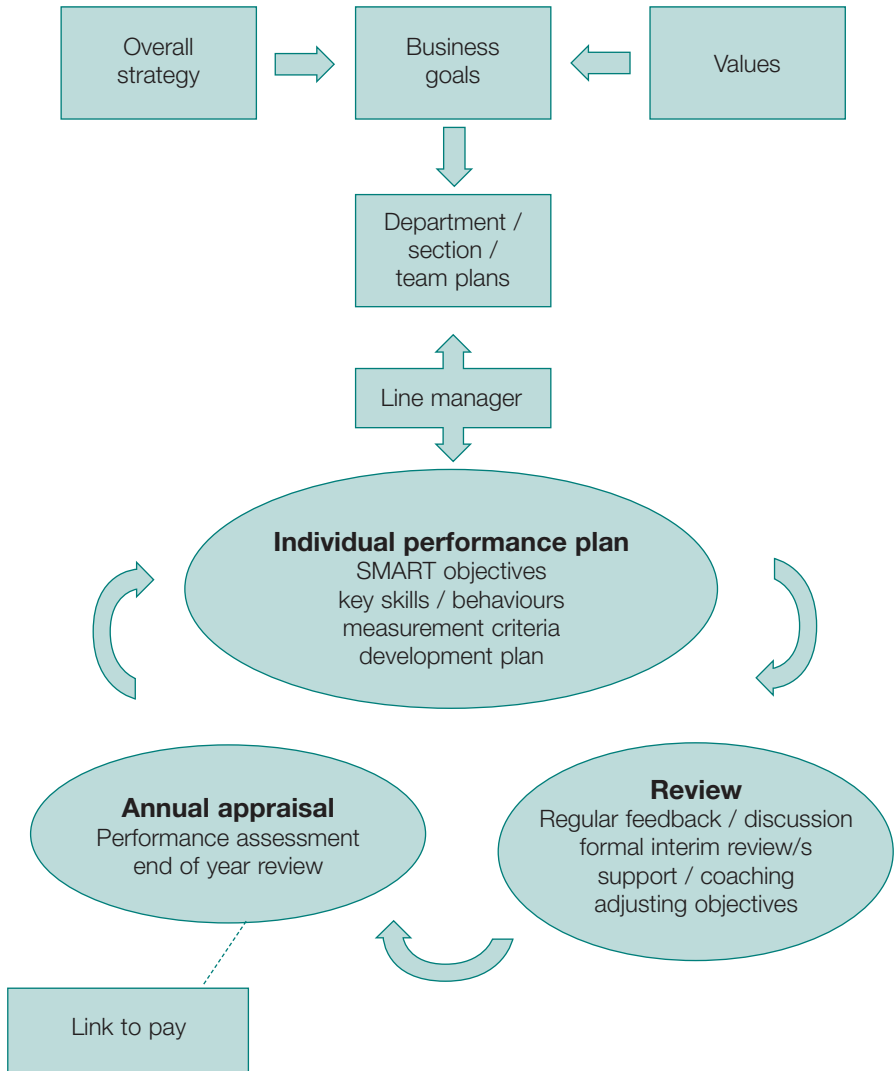 Overall
strategy
Business
goals
Values
Department /
section /
team plans
Line manager
Individual performance plan
SMART objectives
key skills / behaviours
measurement criteria
development plan
Annual appraisal
Performance assessment
end of year review
Review
Regular feedback / discussion
formal interim review/s
support / coaching
adjusting objectives
Link to pay